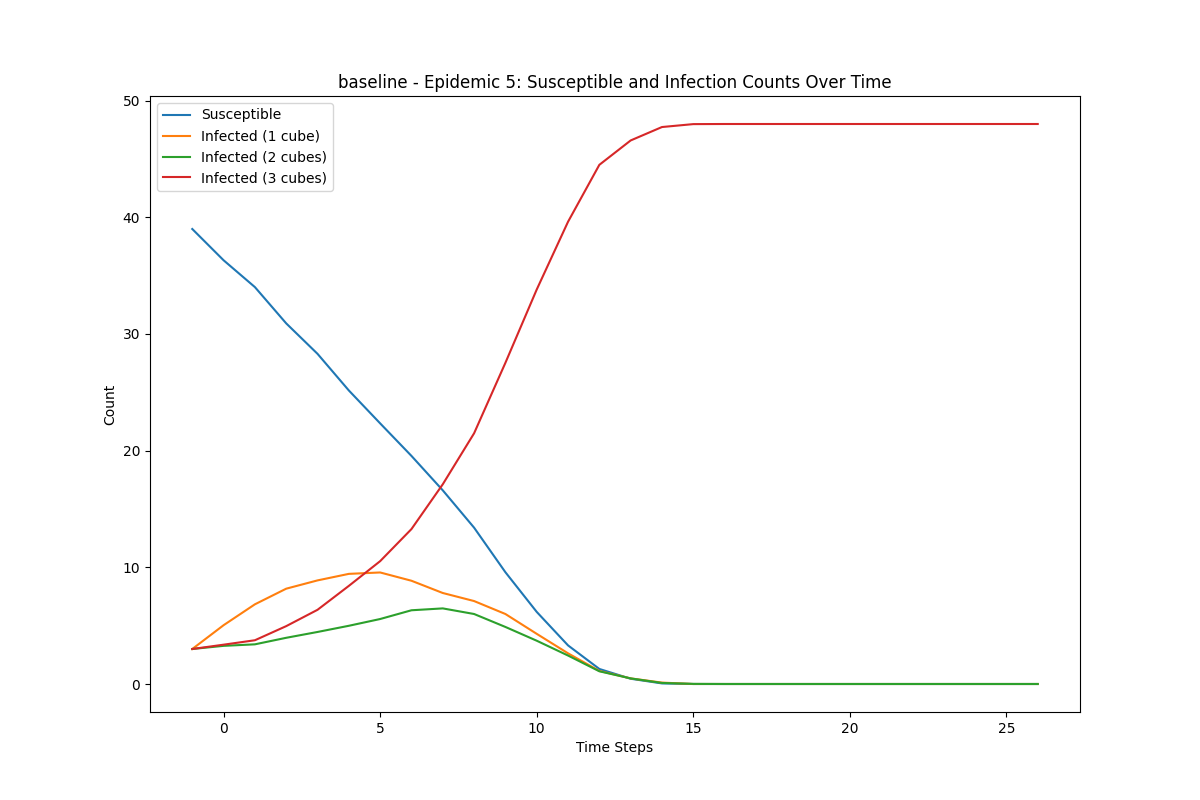 baseline - Epidemic 5: Susceptible and Infection Counts Over Time
50
40
30
20
10
0
Count
Susceptible
Infected (1 cube)
Infected (2 cubes)
Infected (3 cubes)
0 5 10 15 20 25
Time Steps